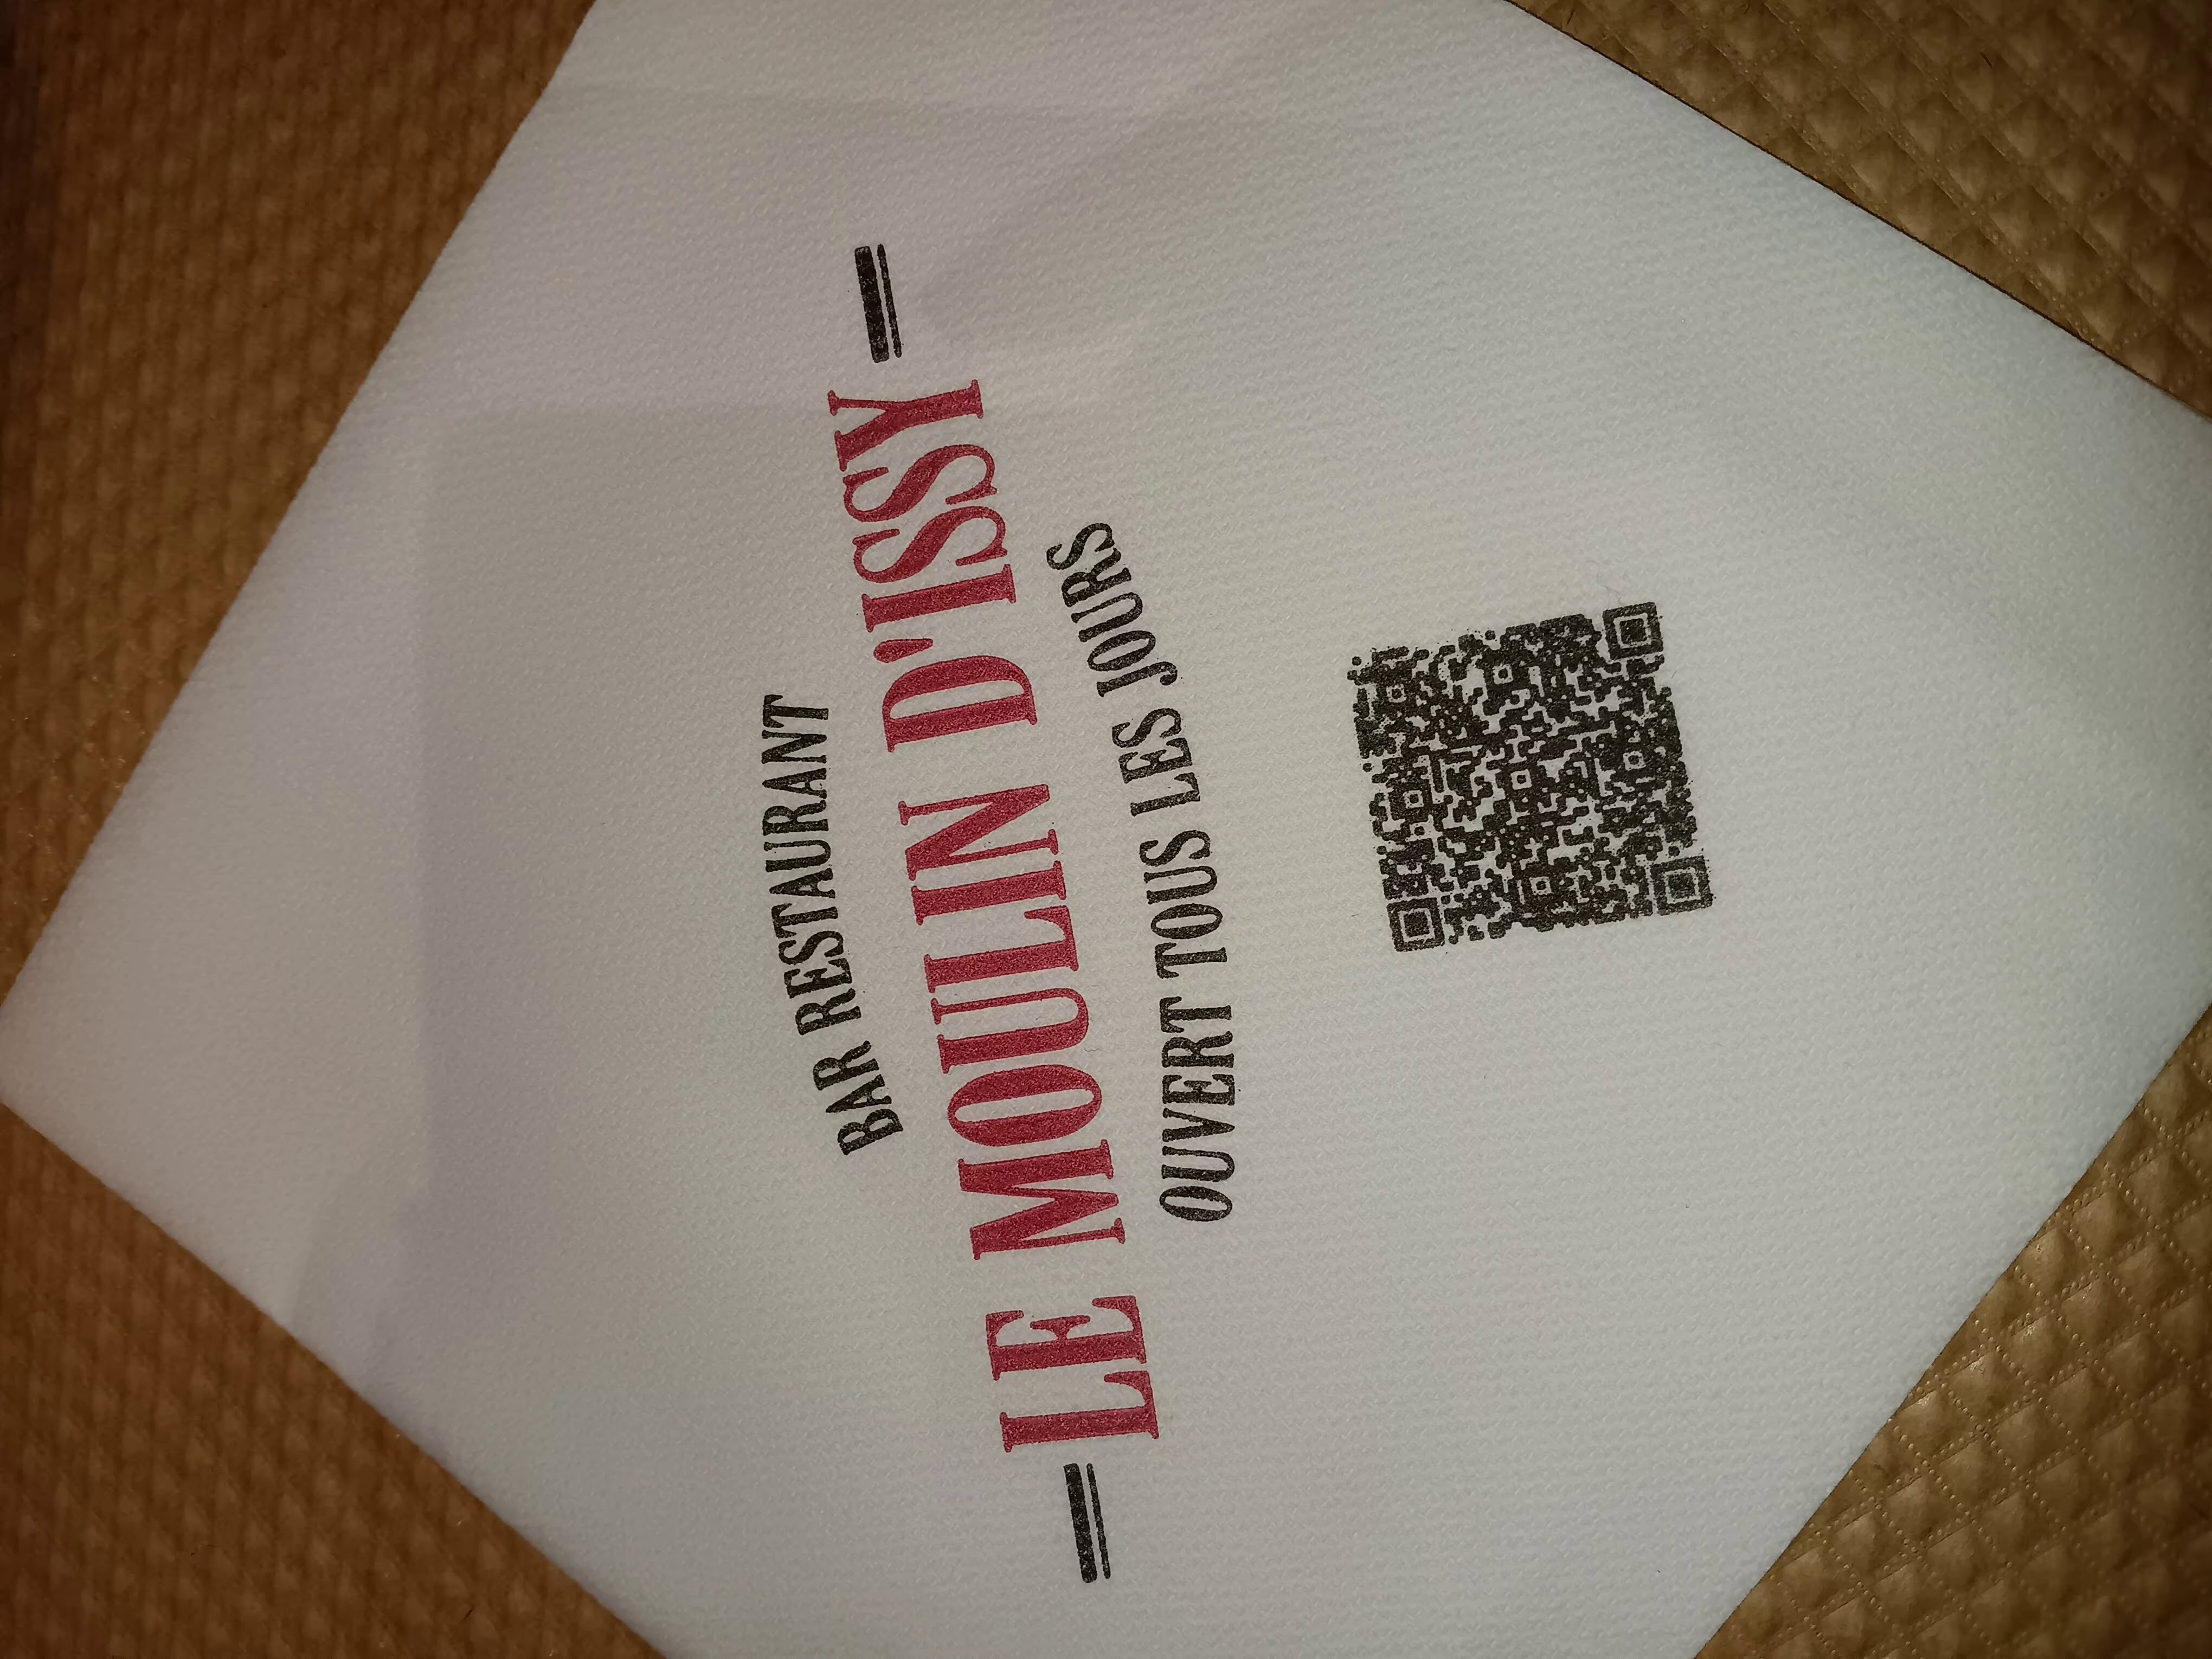 BAR RESTAURANT
LE MOULIN D'ISSY
OUVERT TOUS LES JOURS